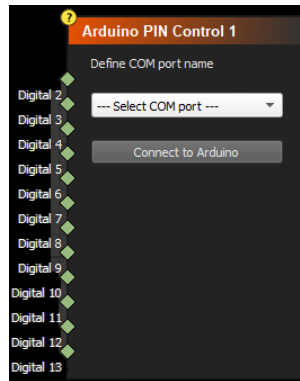 ?
Arduino PIN Control 1
Define COM port name
--- Select COM port ---
Connect to Arduino
Digital 2
Digital 3
Digital 4
Digital 5
Digital 6
Digital 7
Digital 8
Digital 9
Digital 10
Digital 11
Digital 12
Digital 13